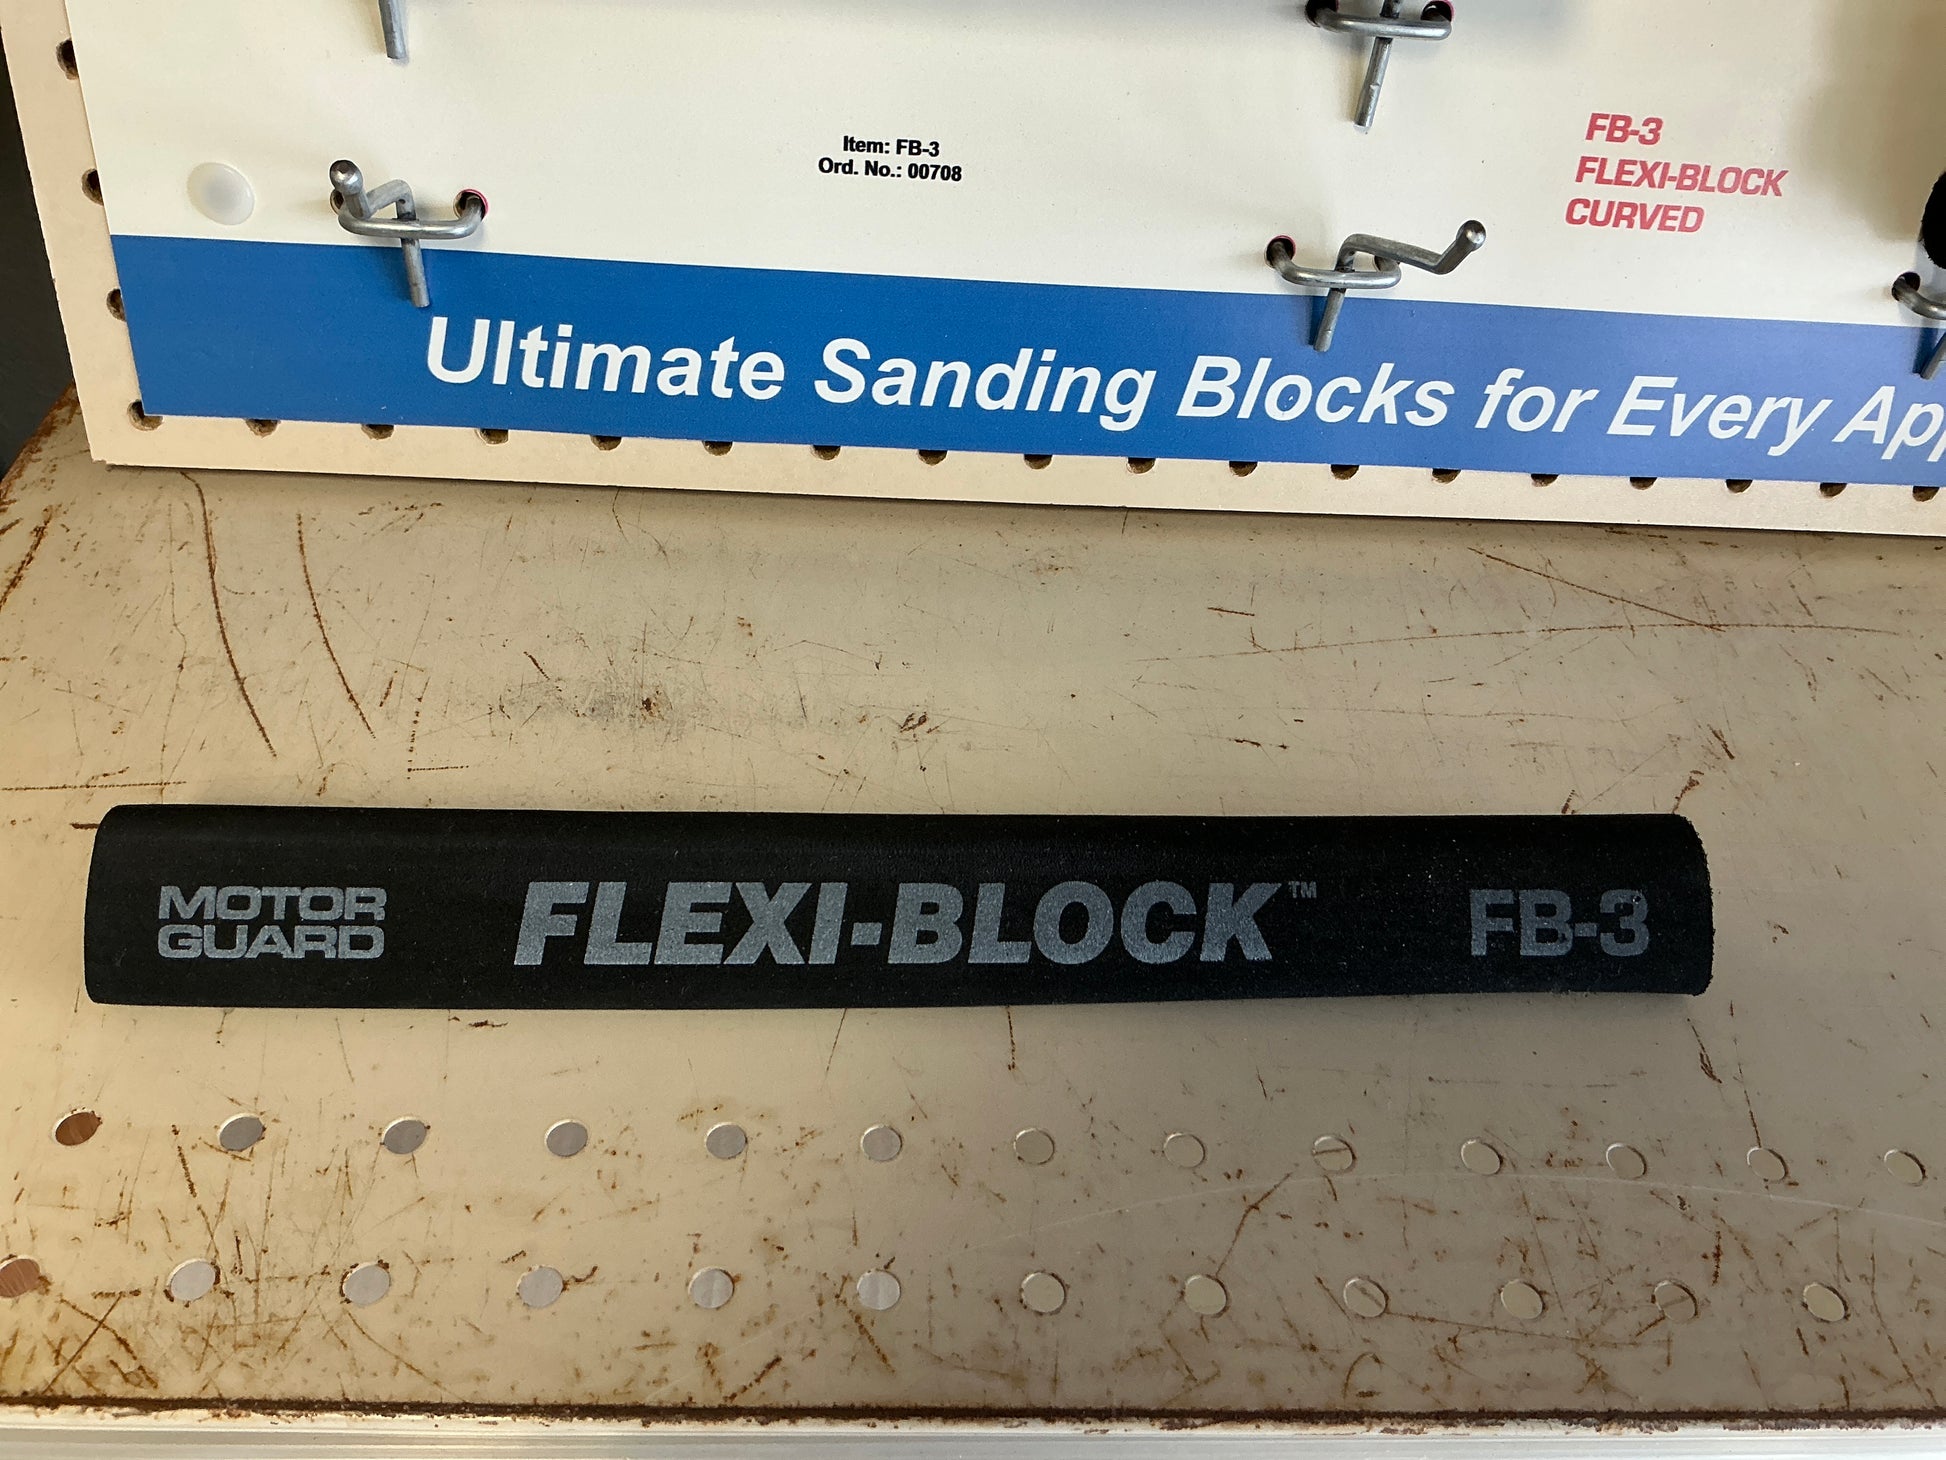 Item: FB-3
Ord. No.: 00708
FB-3
FLEXI-BLOCK
CURVED
Ultimate Sanding Blocks for Every
MOTOR
GUARD
FLEXI-BLOCK™
FB-3